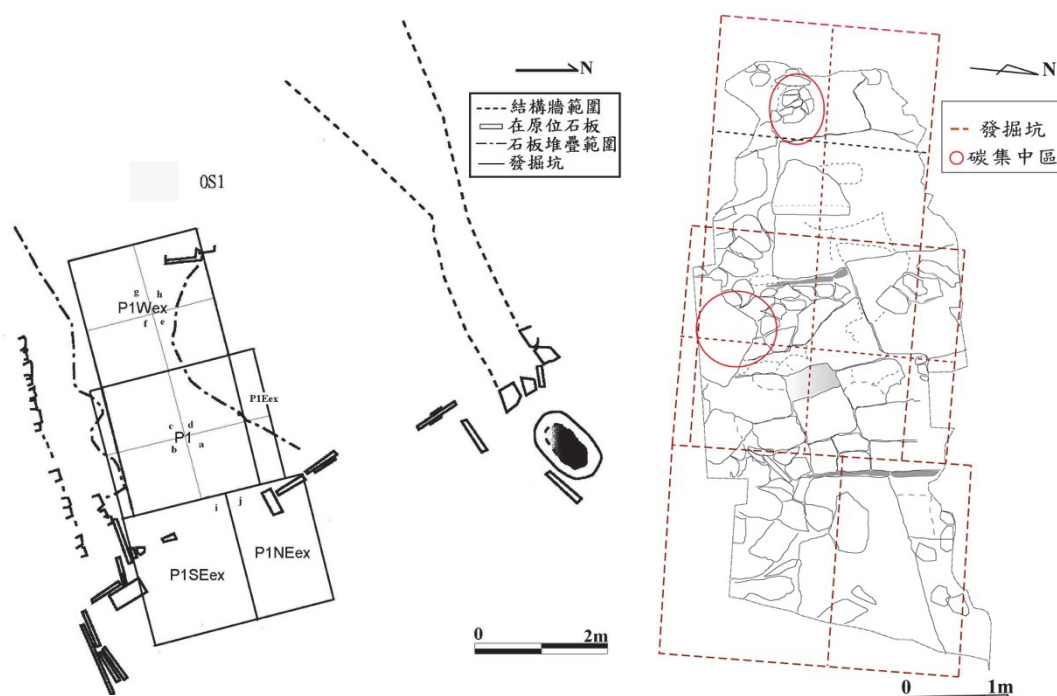 N
結構牆範圍
在原位石板
石板堆疊範圍
發掘坑
0S1
g h
P1Wex
f e
P1Eex
c d
P1
b a
i j
P1SEex
P1NEex
0 2m
N
發掘坑
碳集中區
0 1m